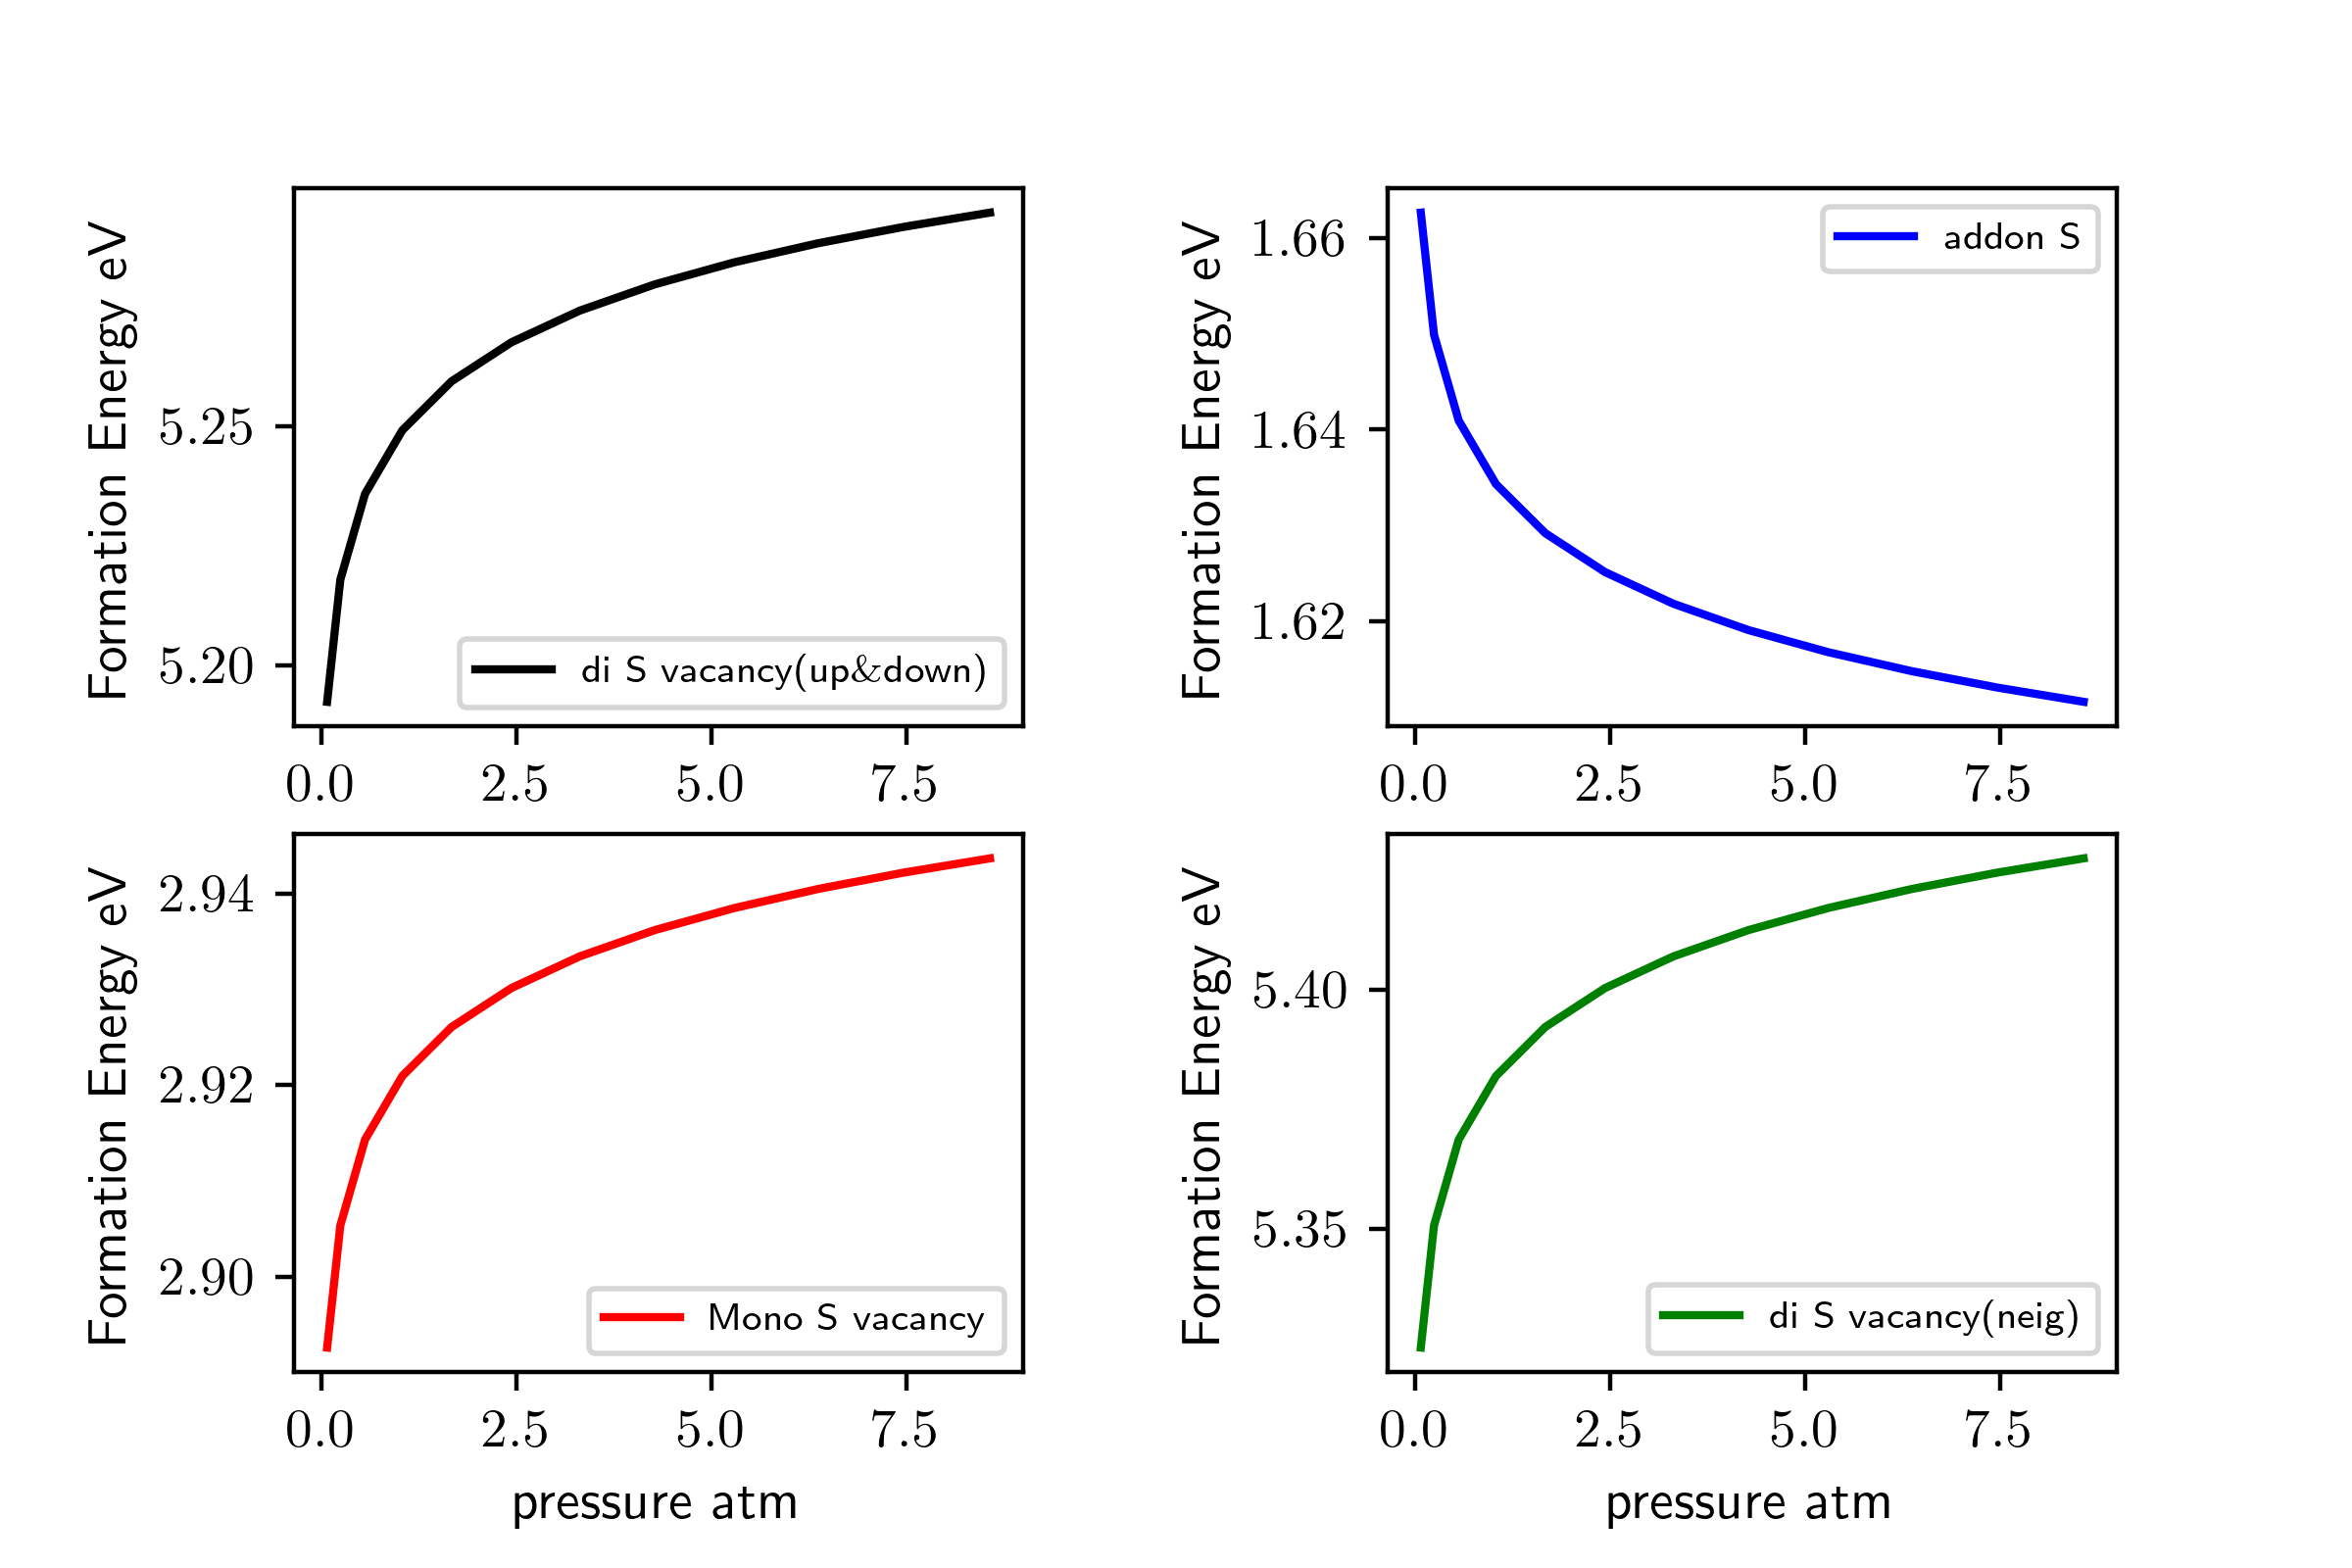 Formation Energy eV
5.25
5.20
di S vacancy(up&down)
0.0 2.5 5.0 7.5
Formation Energy eV
1.66
1.64
1.62
addon S
0.0 2.5 5.0 7.5
Formation Energy eV
2.94
2.92
2.90
Mono S vacancy
0.0 2.5 5.0 7.5
pressure atm
Formation Energy eV
5.40
5.35
di S vacancy(neig)
0.0 2.5 5.0 7.5
pressure atm